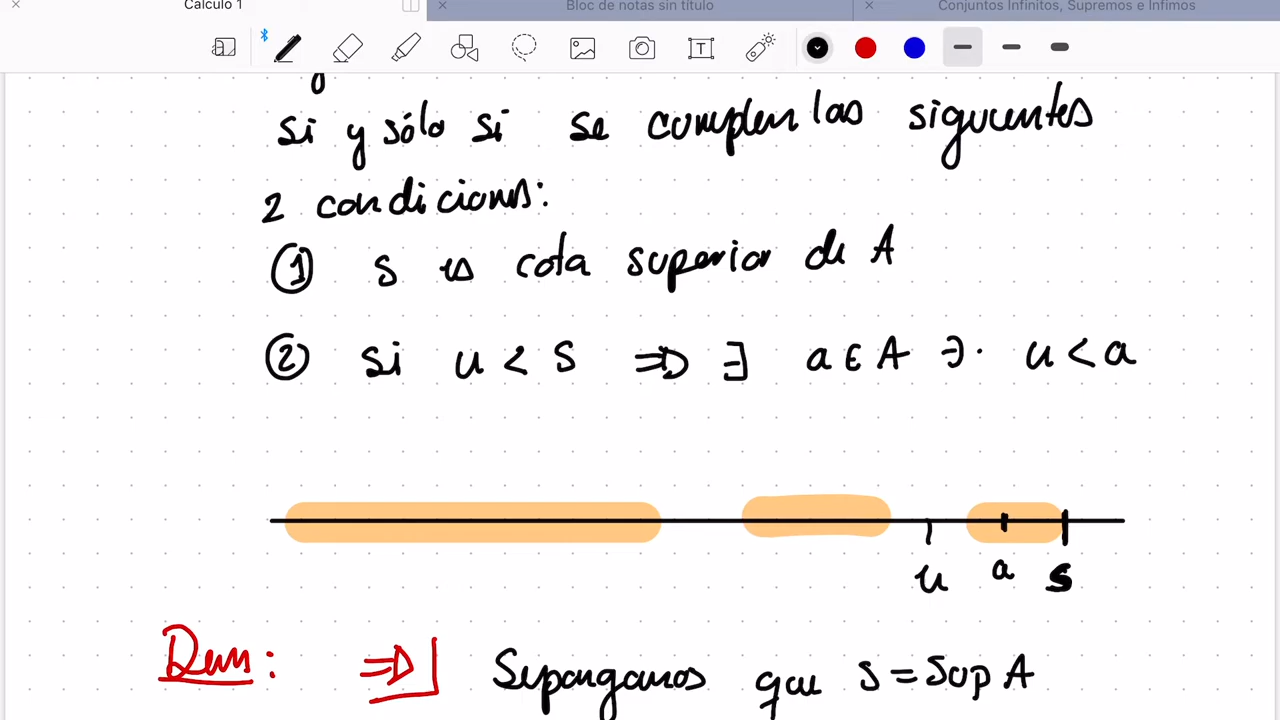 Calculo 1
Bloc de notas sin título
Conjuntos Infinitos, Supremos e Infimos
si y sólo si se cumplen las siguientes
2 condiciones:
① s es cota superior de A
② Si u < s ⇒ ∃ a ∈ A ∋· u < a
u a s
Dem: ⇒] Supongamos que s = Sup A